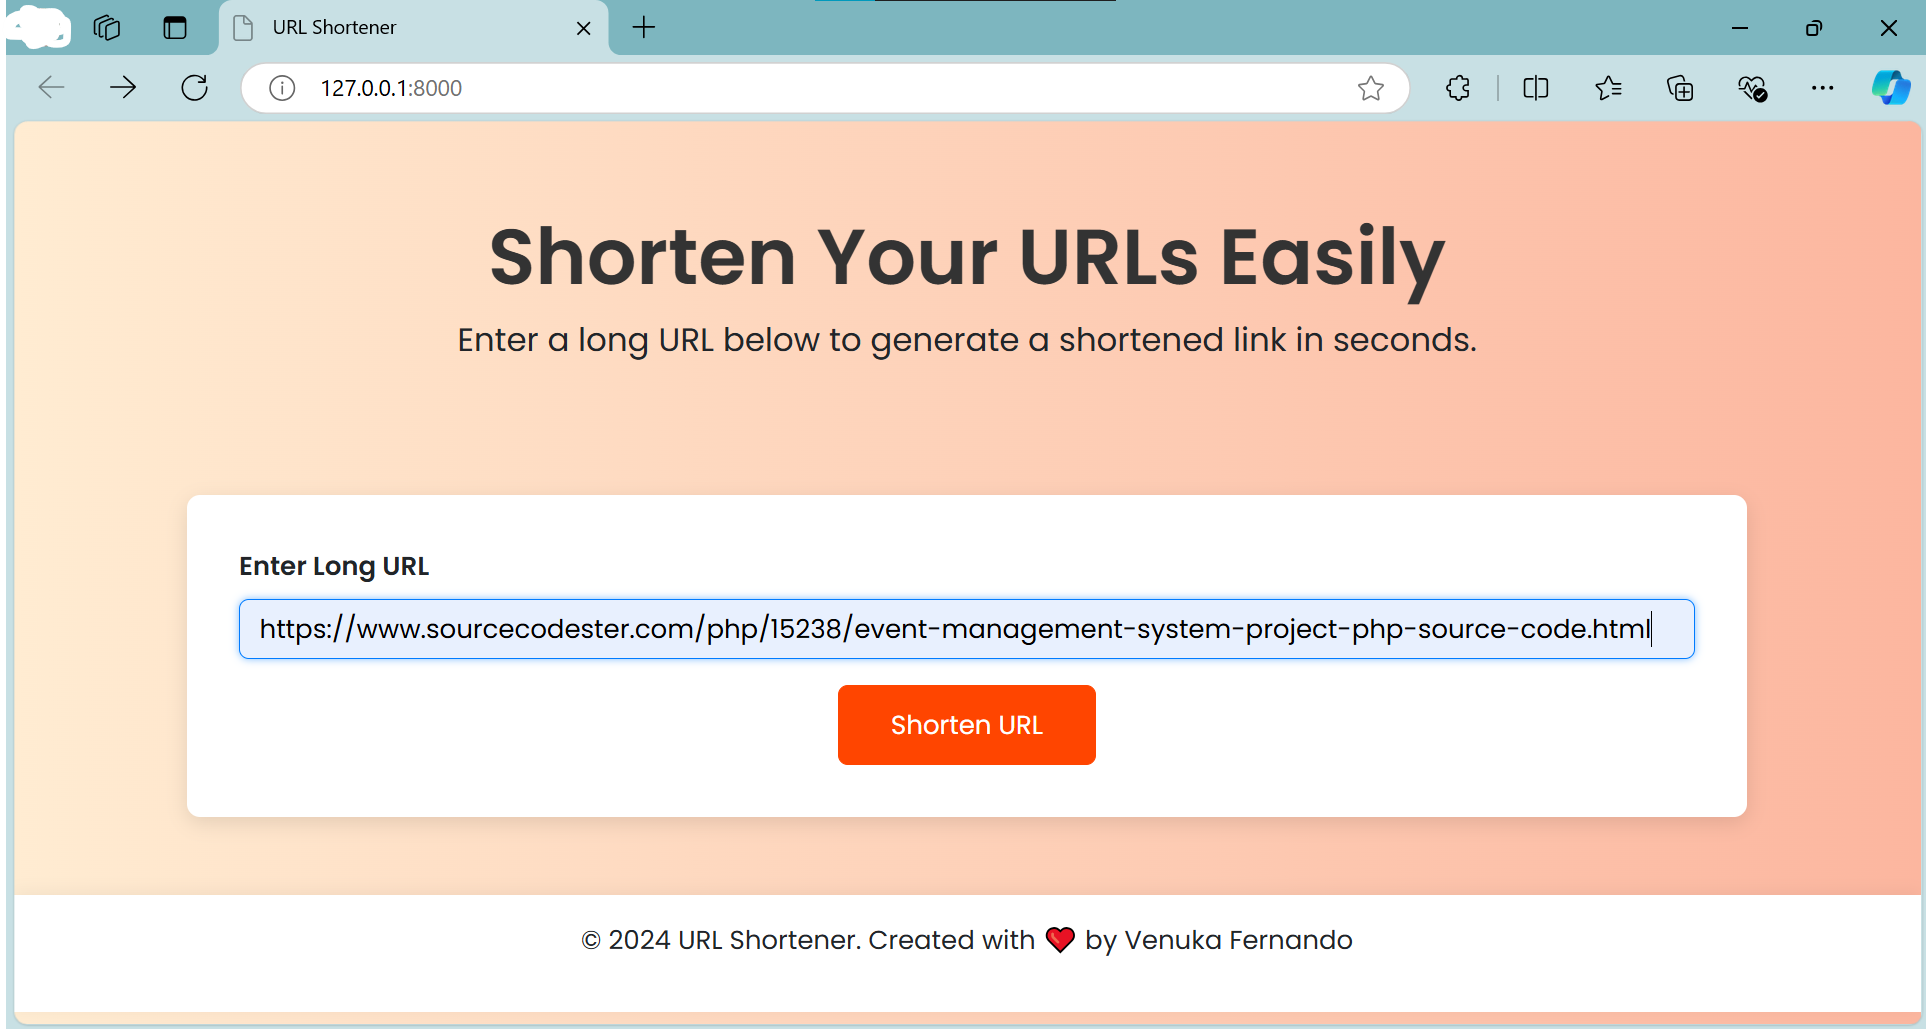 URL Shortener
127.0.0.1:8000
Shorten Your URLs Easily
Enter a long URL below to generate a shortened link in seconds.
Enter Long URL
https://www.sourcecodester.com/php/15238/event-management-system-project-php-source-code.html
Shorten URL
© 2024 URL Shortener. Created with ❤️ by Venuka Fernando